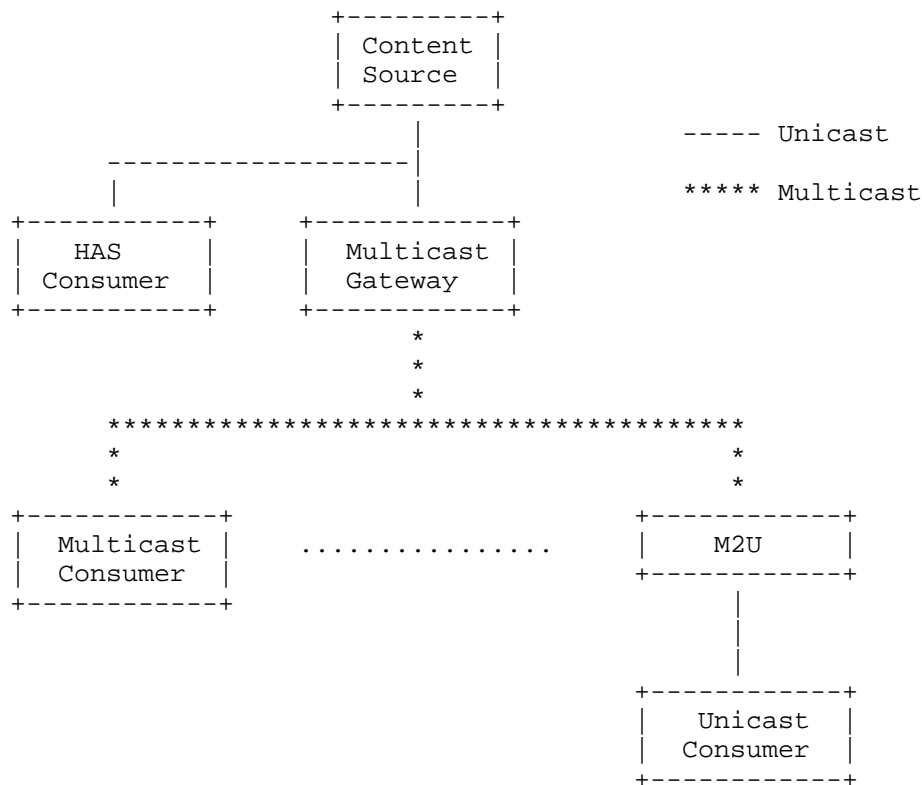 Content
Source
----- Unicast
***** Multicast
HAS
Consumer
Multicast
Gateway
Multicast
Consumer
................
M2U
Unicast
Consumer